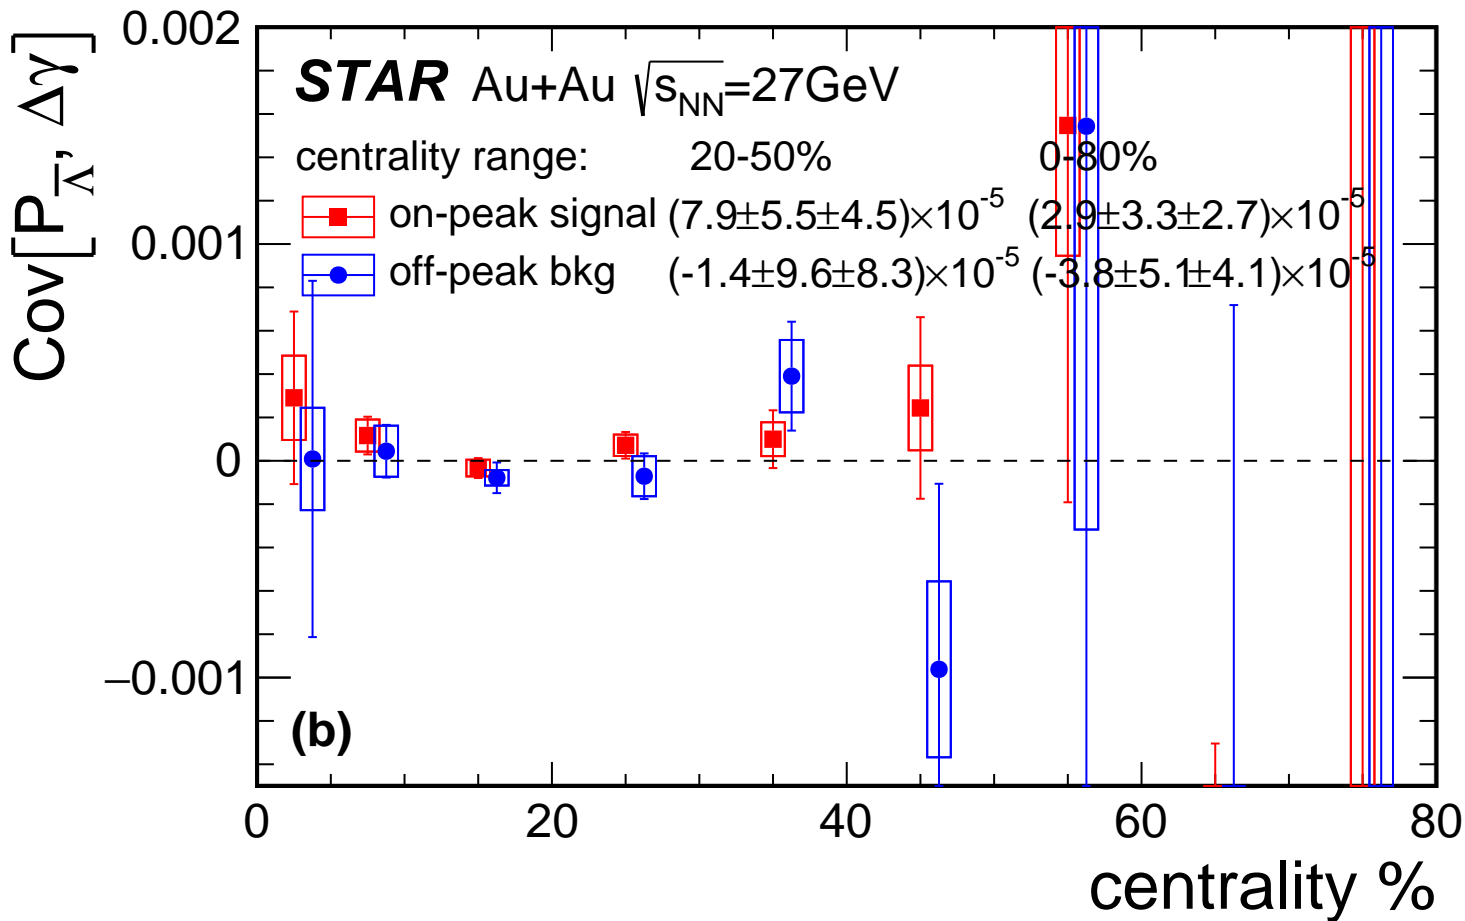 Cov[P_Λ̅, Δγ]
0.002
0.001
0
−0.001
STAR Au+Au √s_NN=27GeV
centrality range: 20-50% 0-80%
on-peak signal (7.9±5.5±4.5)×10^-5 (2.9±3.3±2.7)×10^-5
off-peak bkg (-1.4±9.6±8.3)×10^-5 (-3.8±5.1±4.1)×10^-5
(b)
0 20 40 60 80
centrality %